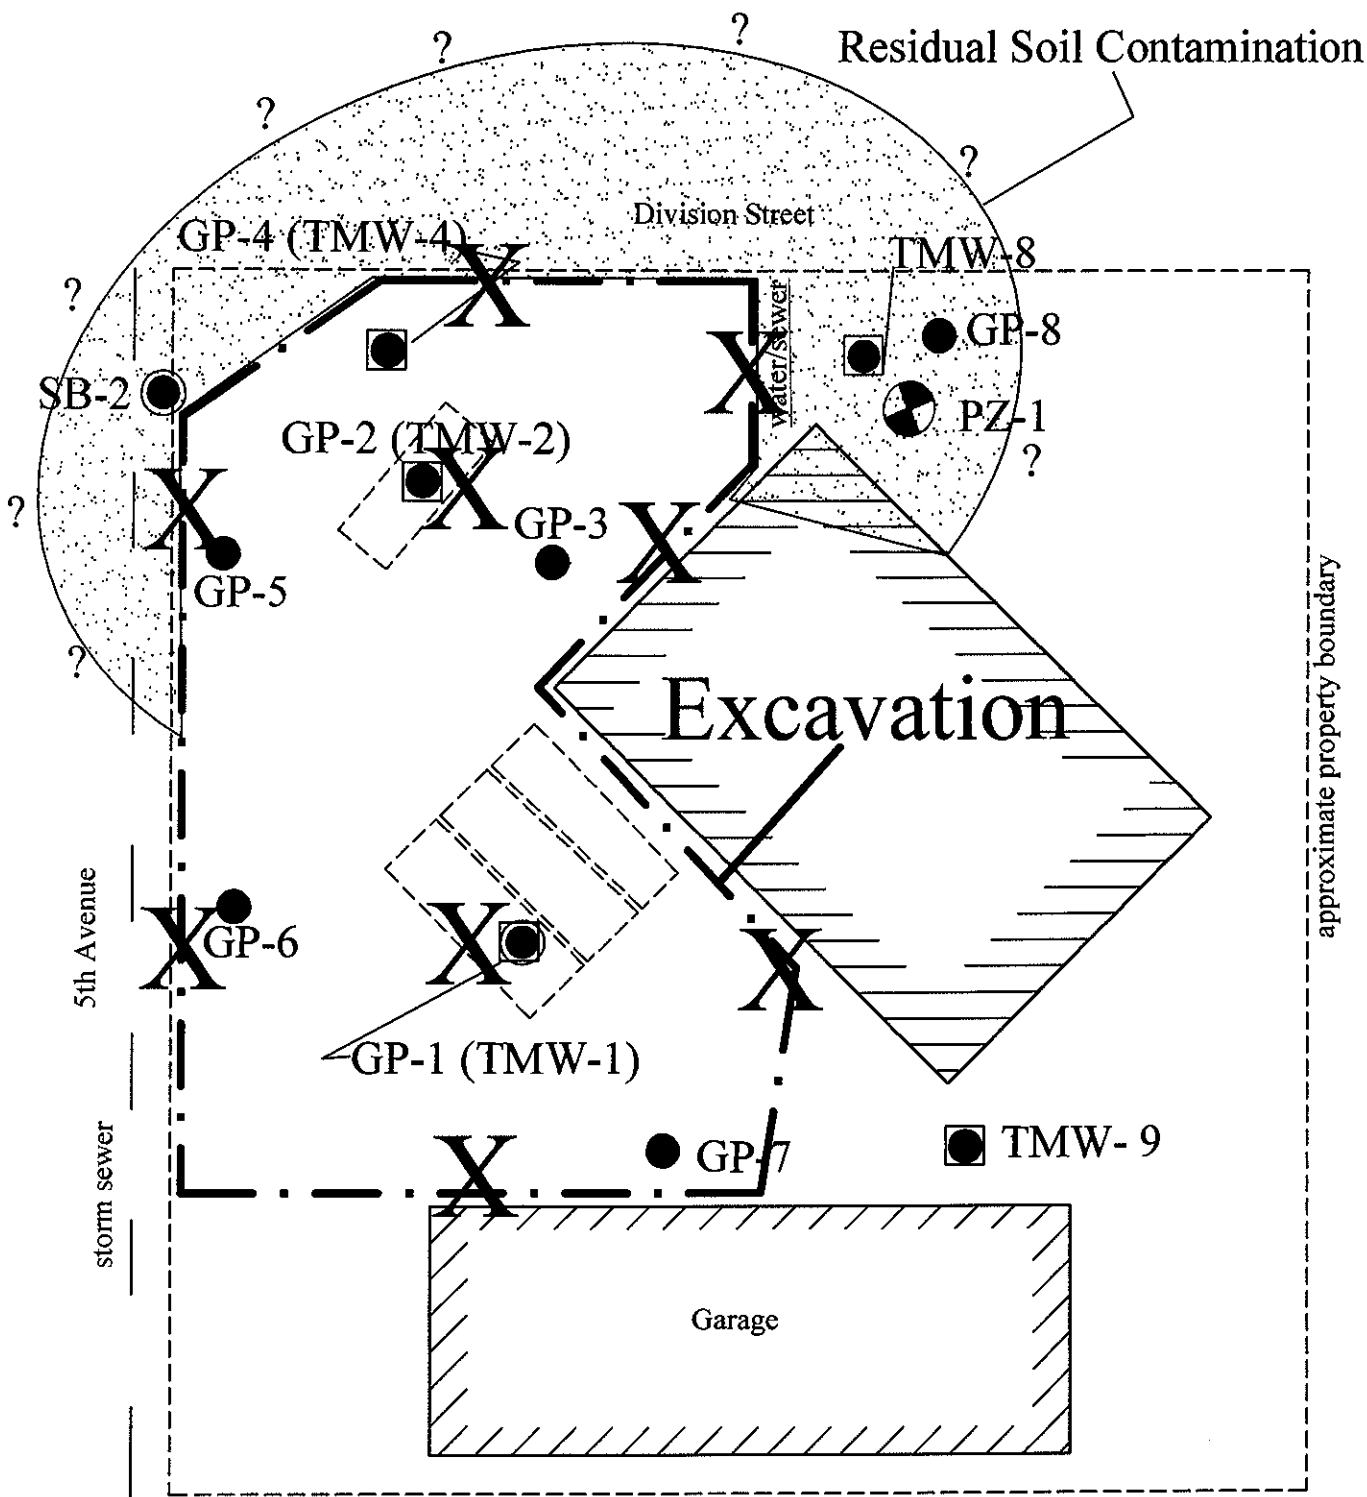 ?
?
Residual Soil Contamination
?
?
Division Street
GP-4 (TMW-4)
X
TMW-8
?
water/sewer
GP-8
X
SB-2
PZ-1
GP-2 (TMW-2)
?
X
X
?
GP-3
X
GP-5
?
approximate property boundary
Excavation
5th Avenue
X
GP-6
X
X
GP-1 (TMW-1)
storm sewer
X
GP-7
TMW- 9
Garage